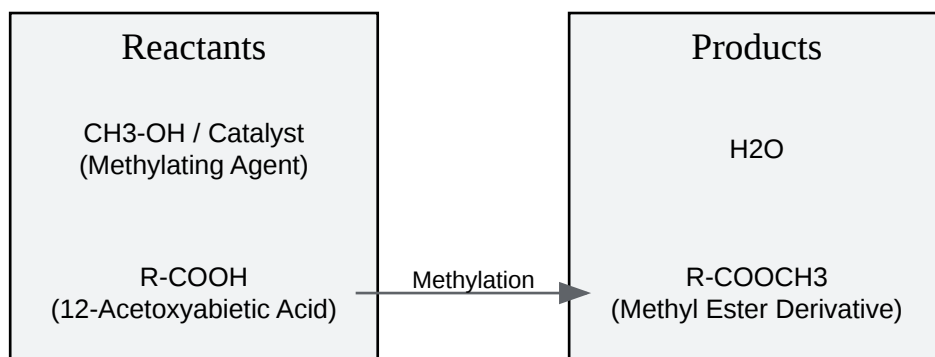 Reactants
CH3-OH / Catalyst
(Methylating Agent)
R-COOH
(12-Acetoxyabietic Acid)
Methylation
Products
H2O
R-COOCH3
(Methyl Ester Derivative)